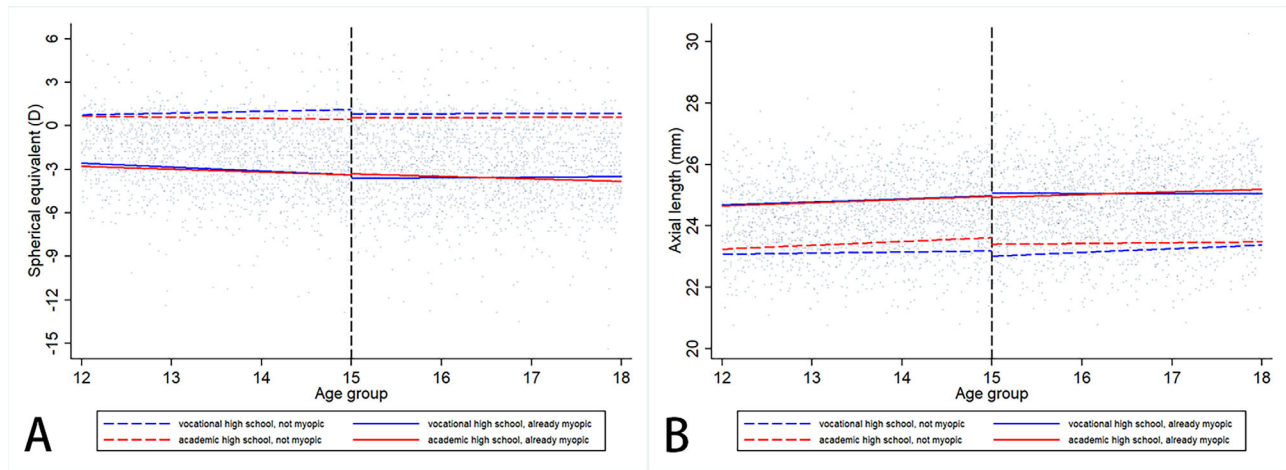 Spherical equivalent (D)
6
3
0
-3
-6
-9
-12
-15
12 13 14 15 16 17 18
Age group
A
vocational high school, not myopic vocational high school, already myopic
academic high school, not myopic academic high school, already myopic
Axial length (mm)
30
28
26
24
22
20
12 13 14 15 16 17 18
Age group
B
vocational high school, not myopic vocational high school, already myopic
academic high school, not myopic academic high school, already myopic